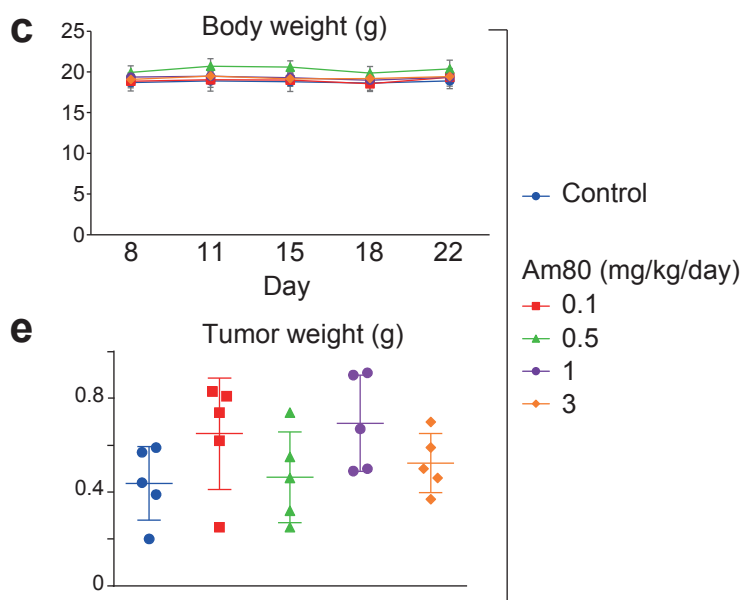 c
Body weight (g)
25
20
15
10
5
0
8 11 15 18 22
Day
Control
Am80 (mg/kg/day)
0.1
0.5
1
3
e
Tumor weight (g)
0.8
0.4
0